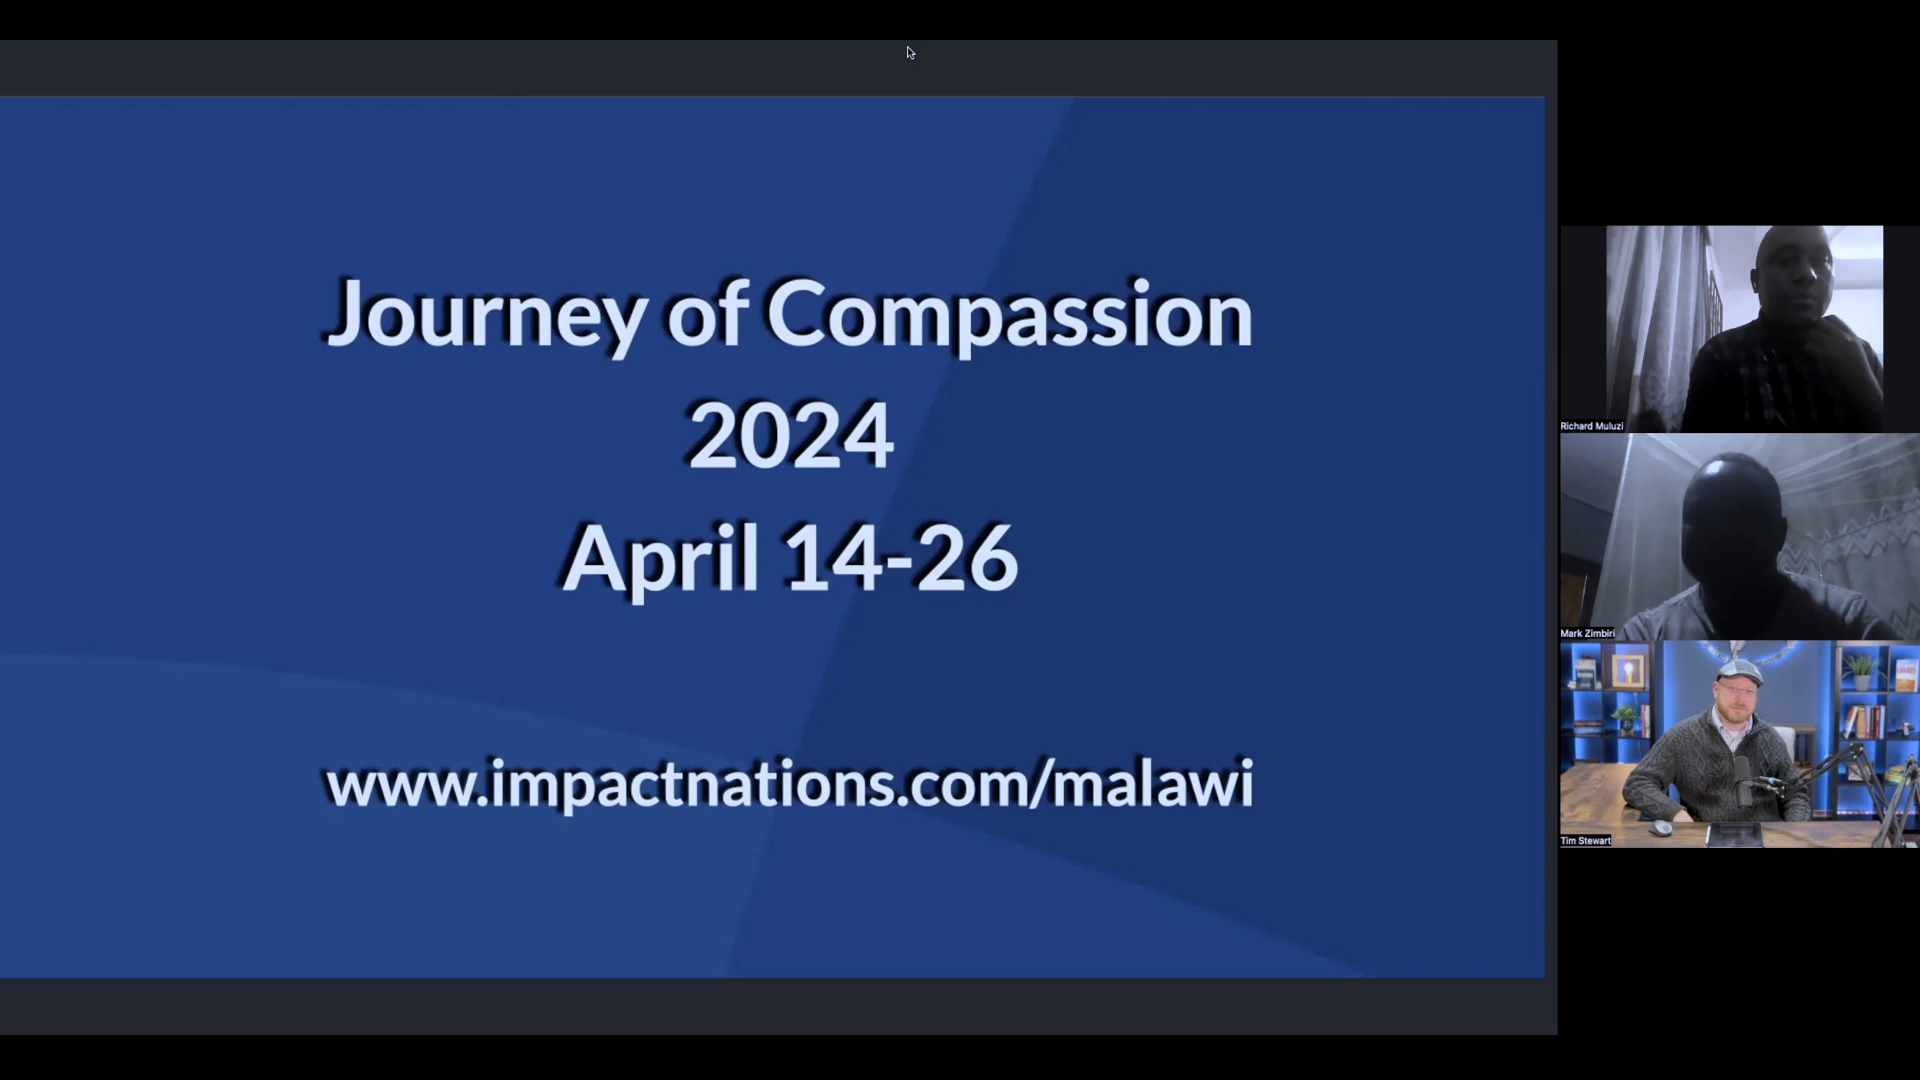 Journey of Compassion
2024
April 14-26
www.impactnations.com/malawi
Richard Muluzi
Mark Zimbiri
Tim Stewart